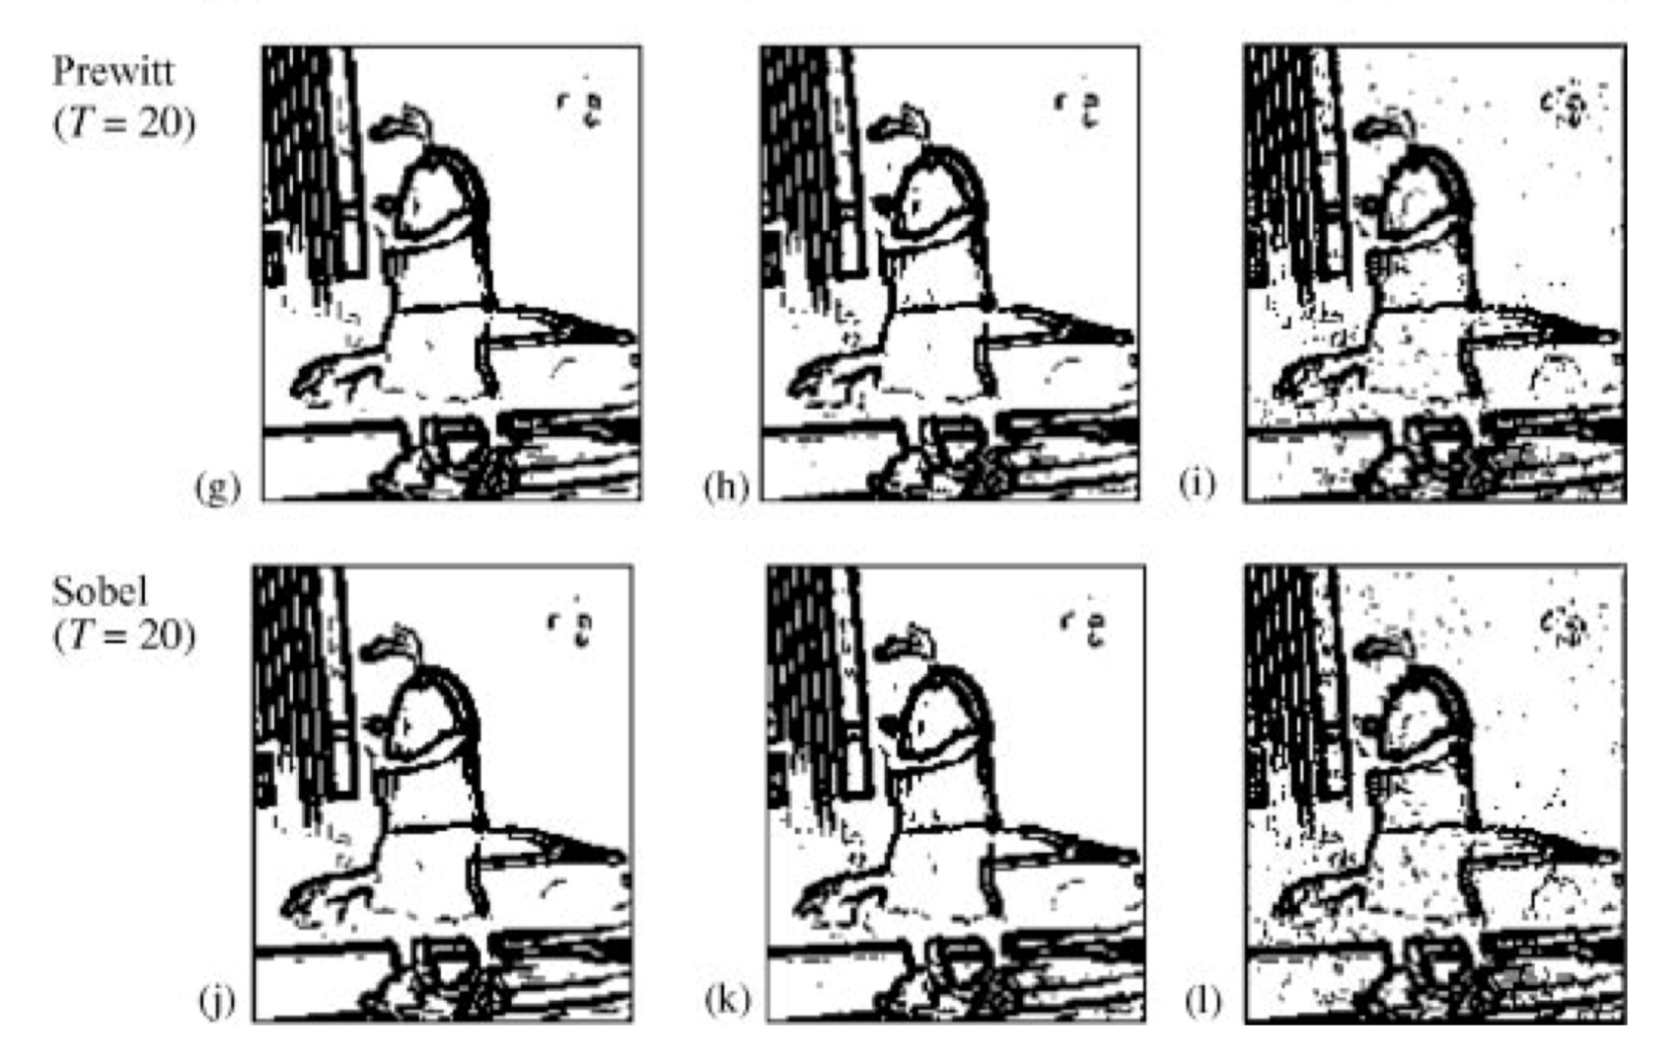 Prewitt
(T = 20)
(g)
(h)
(i)
Sobel
(T = 20)
(j)
(k)
(l)